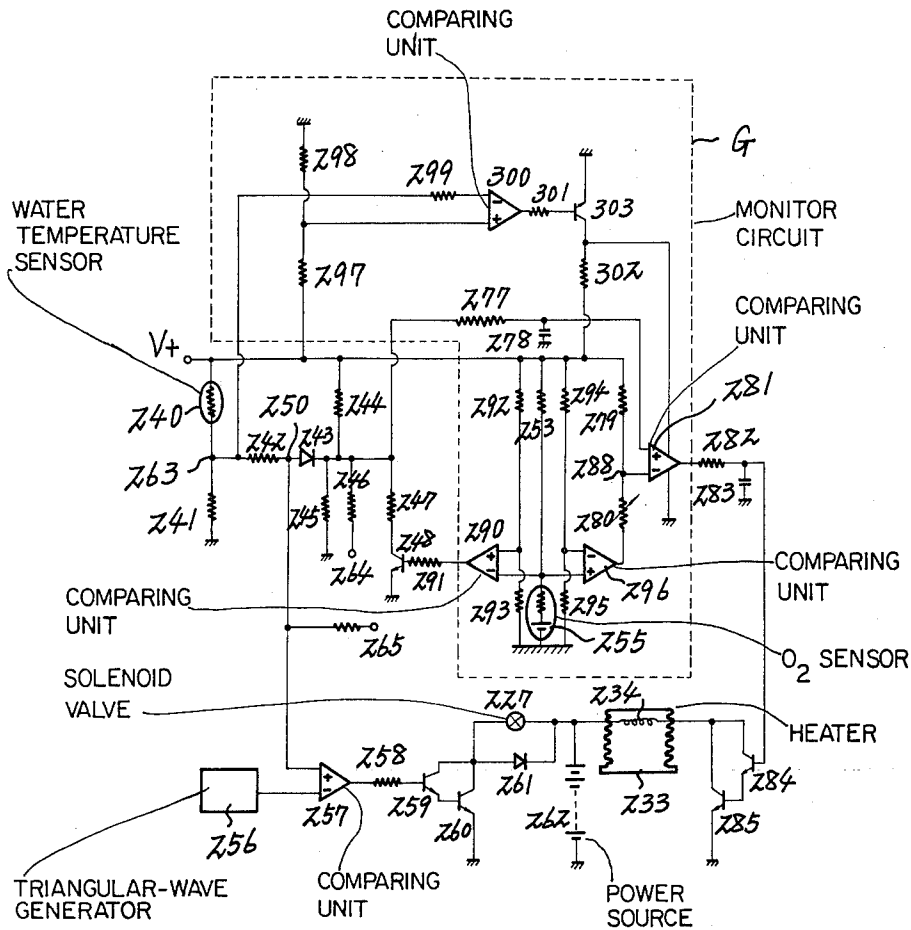 COMPARING
UNIT
G
298
299
300
301
303
WATER
TEMPERATURE
SENSOR
MONITOR
CIRCUIT
297
302
277
COMPARING
UNIT
278
V+
281
240
250
244
292
253
294
279
282
242
243
288
263
246
283
241
245
247
290
280
248
264
291
296
COMPARING
UNIT
293
295
COMPARING
UNIT
265
255
O2 SENSOR
SOLENOID
VALVE
227
234
HEATER
258
261
284
257
259
233
256
260
262
285
TRIANGULAR-WAVE
GENERATOR
COMPARING
UNIT
POWER
SOURCE